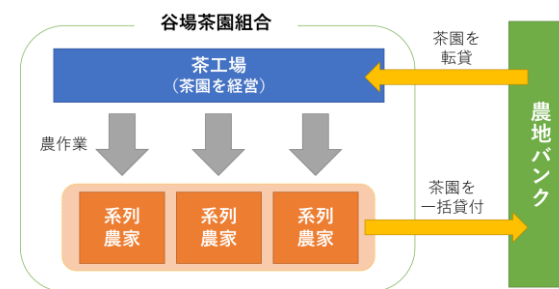 谷場茶園組合
茶工場
（茶園を経営）
茶園を
転貸
農作業
系列
農家
系列
農家
系列
農家
茶園を
一括貸付
農地バンク